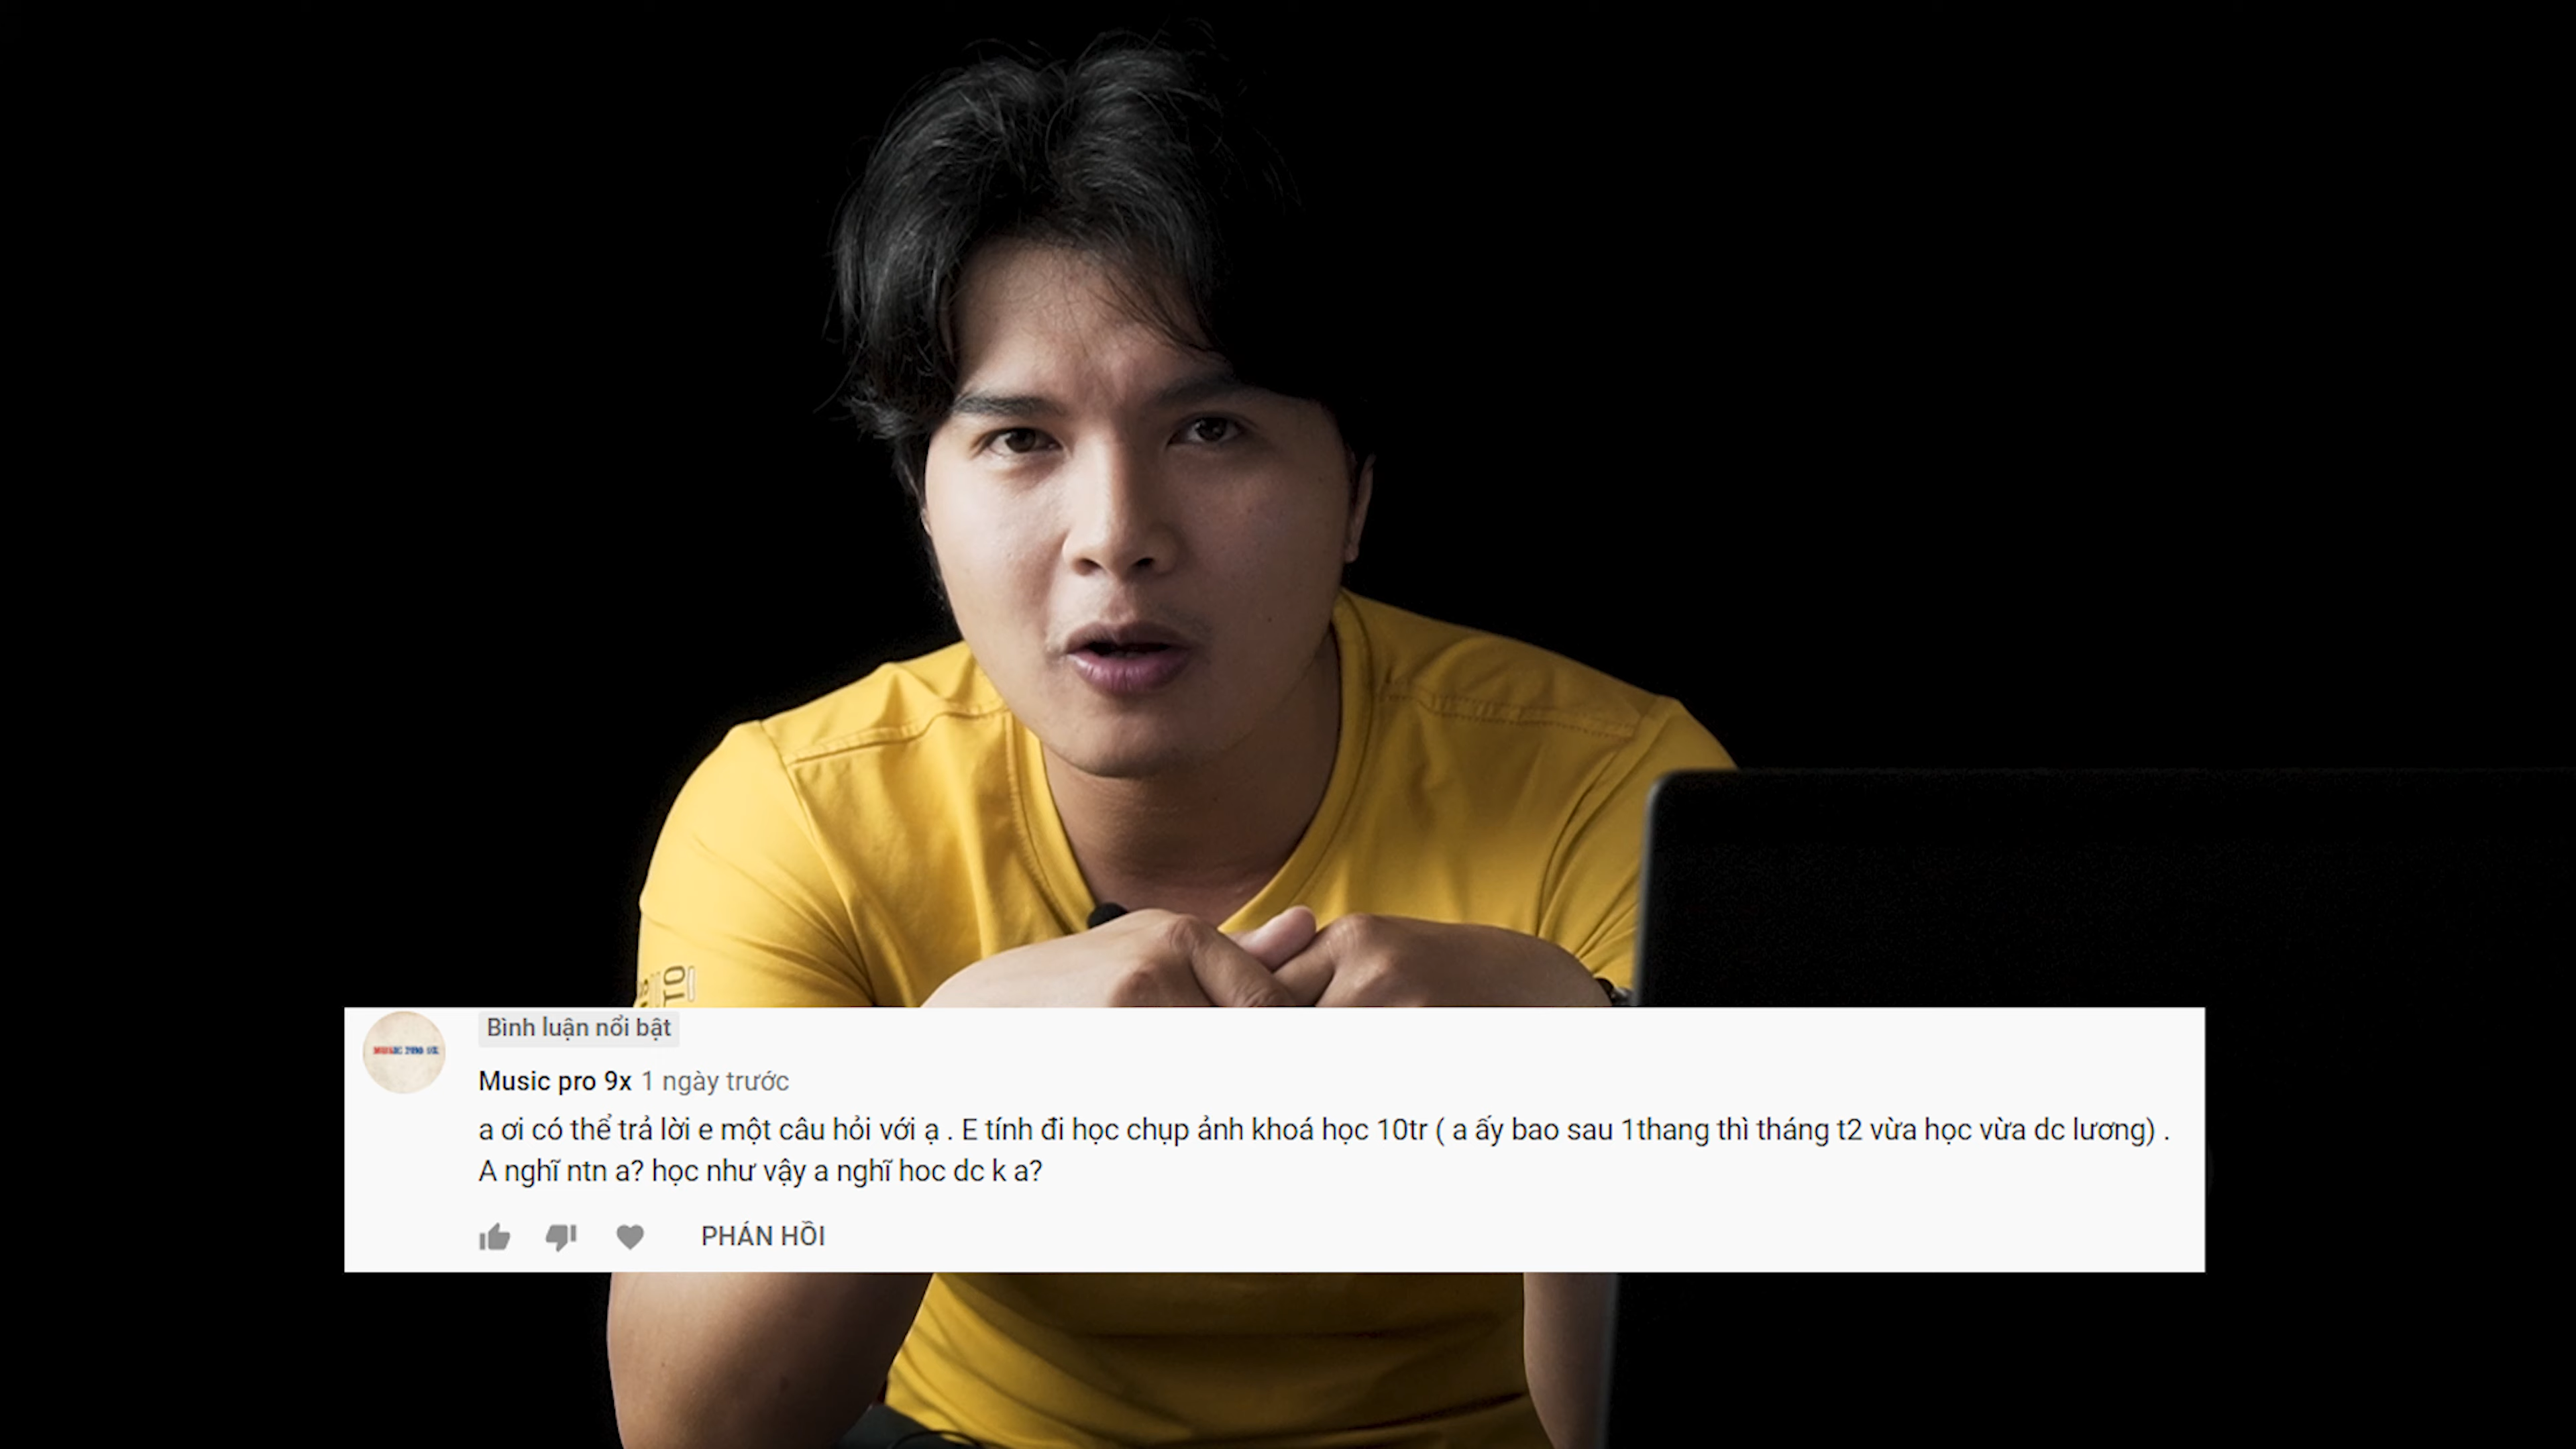 Bình luận nổi bật
Music pro 9x 1 ngày trước
a ơi có thể trả lời e một câu hỏi với ạ . E tính đi học chụp ảnh khoá học 10tr ( a ấy bao sau 1thang thì tháng t2 vừa học vừa dc lương) .
A nghĩ ntn a? học như vậy a nghĩ hoc dc k a?
PHẢN HỒI
TO